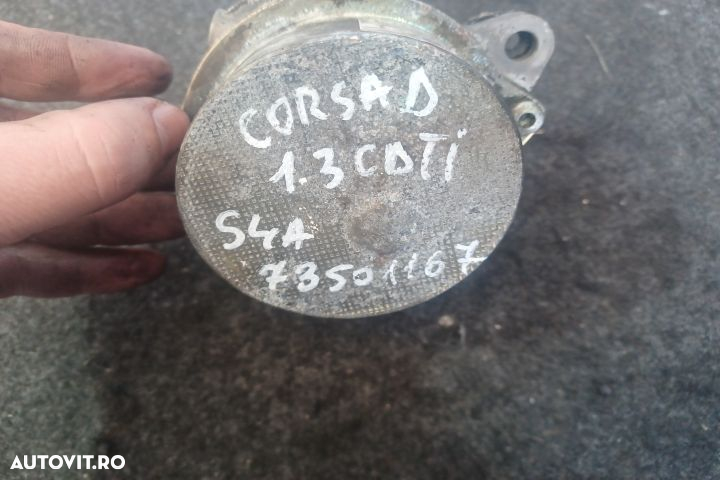 CORSA D
1.3 CDTi
S4A
73501167
AUTOVIT.RO